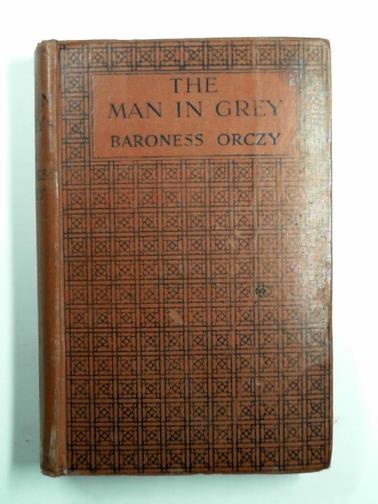 THE
MAN IN GREY
BARONESS ORCZY